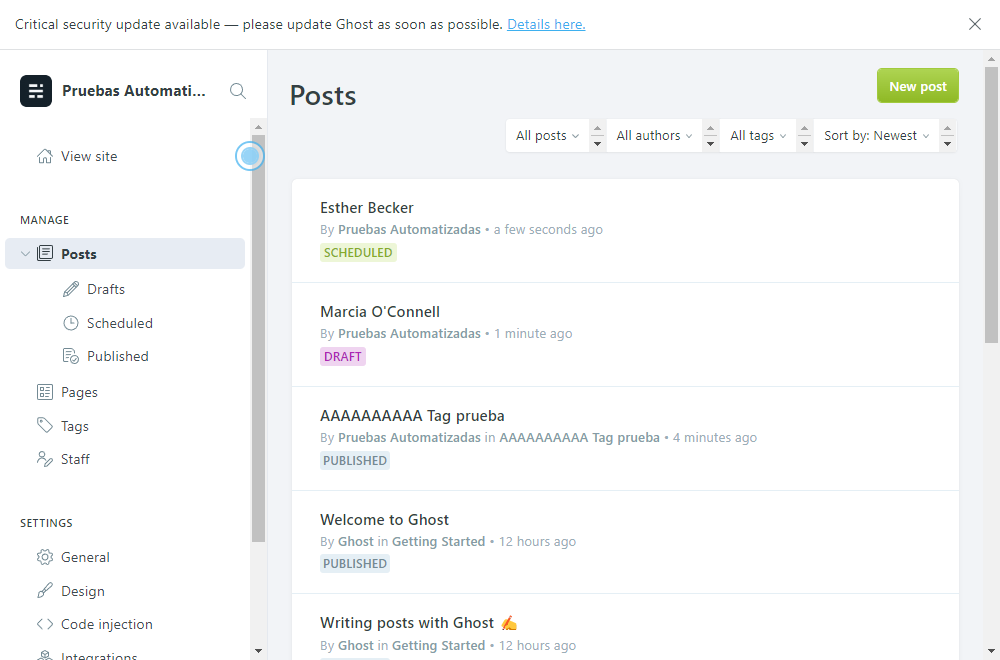 Critical security update available — please update Ghost as soon as possible. Details here.
Pruebas Automati...
View site
MANAGE
Posts
Drafts
Scheduled
Published
Pages
Tags
Staff
SETTINGS
General
Design
Code injection
Integrations
Posts
New post
All posts
All authors
All tags
Sort by: Newest
Esther Becker
By Pruebas Automatizadas • a few seconds ago
SCHEDULED
Marcia O'Connell
By Pruebas Automatizadas • 1 minute ago
DRAFT
AAAAAAAAAA Tag prueba
By Pruebas Automatizadas in AAAAAAAAAA Tag prueba • 4 minutes ago
PUBLISHED
Welcome to Ghost
By Ghost in Getting Started • 12 hours ago
PUBLISHED
Writing posts with Ghost ✍️
By Ghost in Getting Started • 12 hours ago